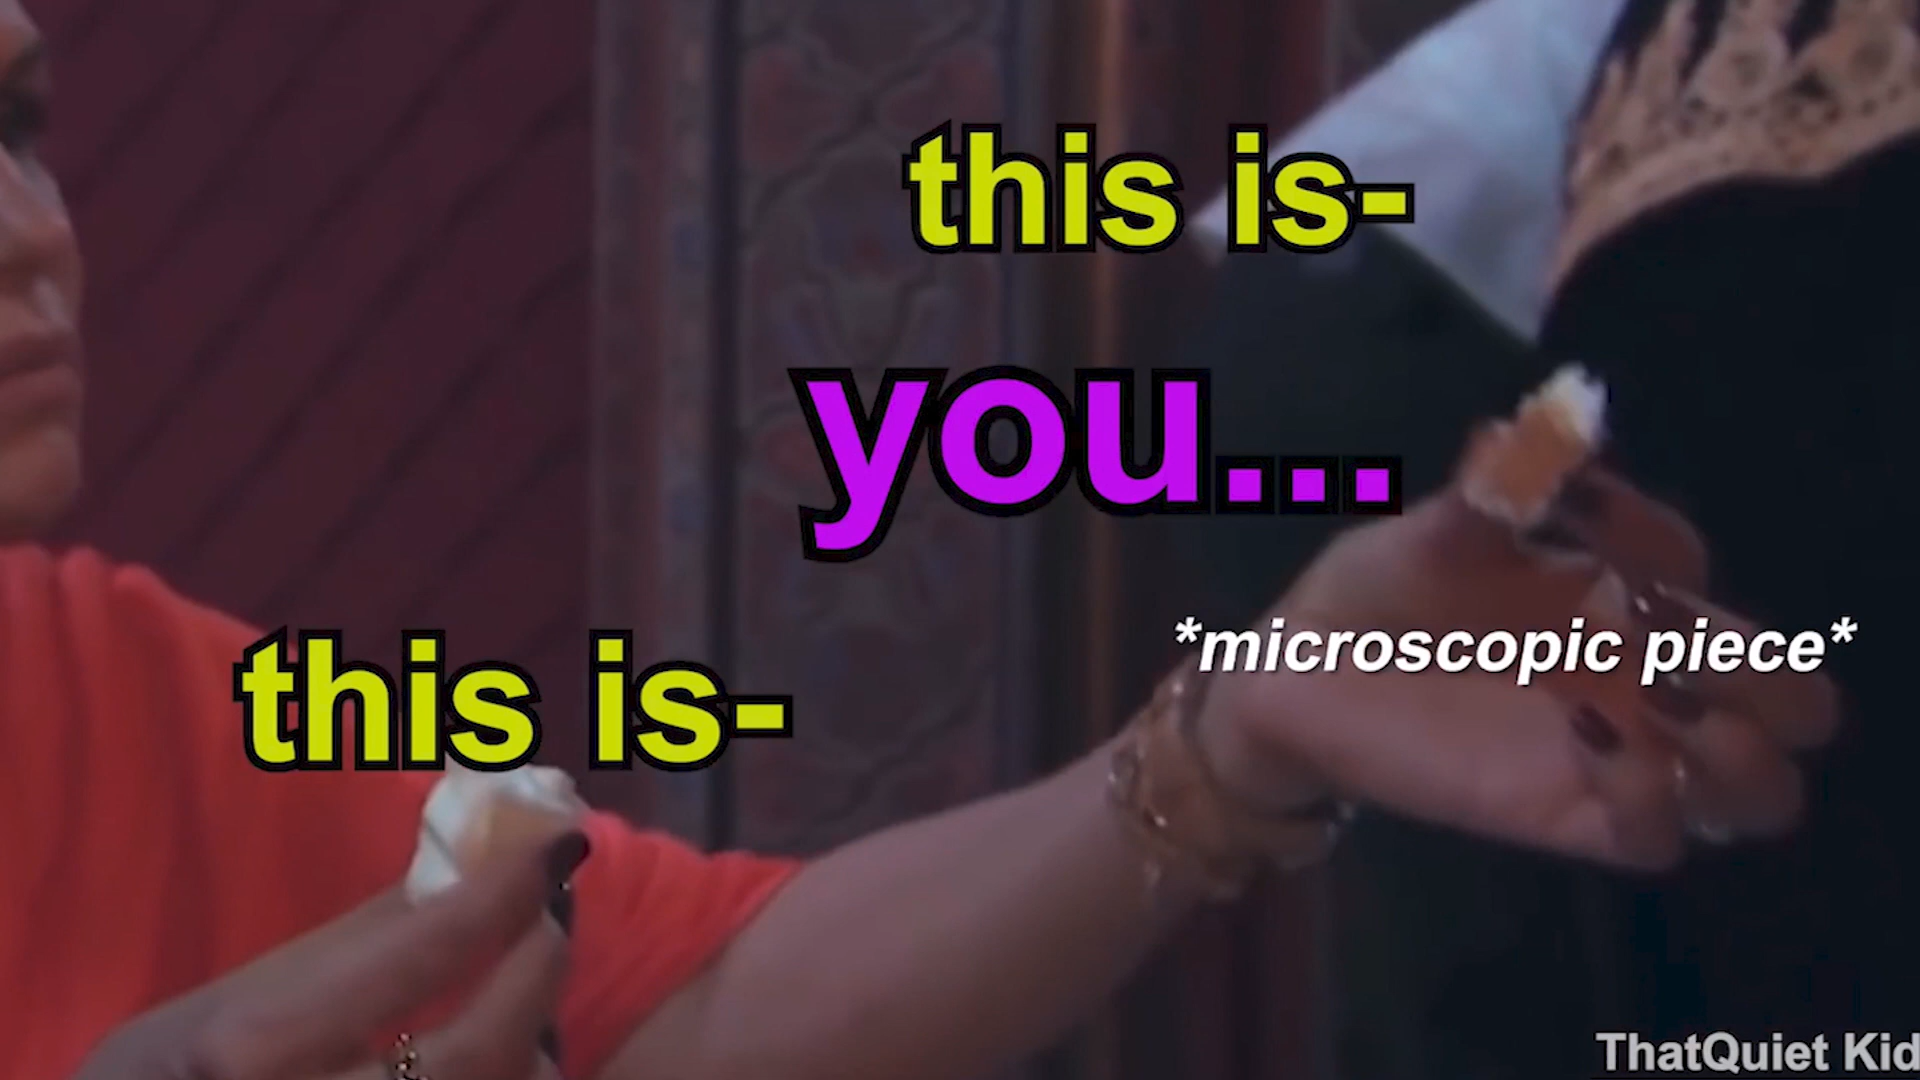 this is-
you...
this is-
*microscopic piece*
ThatQuiet Kid